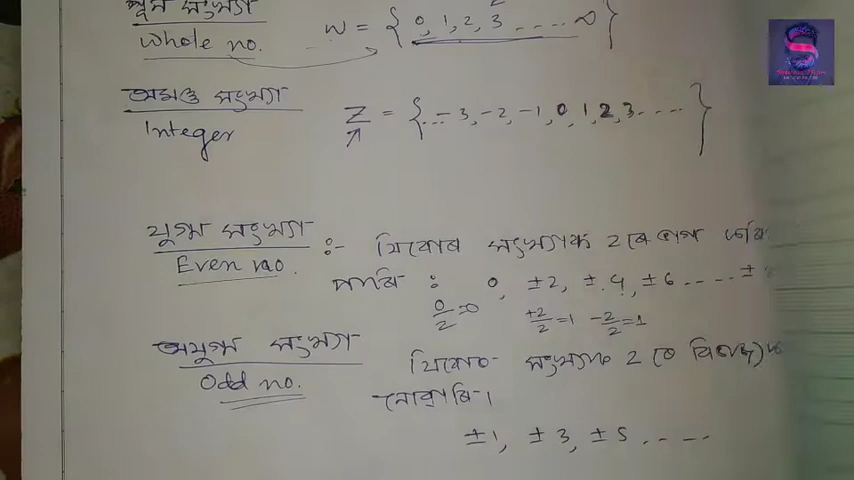 পূৰ্ণ সংখ্যা
Whole no. W = { 0, 1, 2, 3 ..... ∞ }
অখণ্ড সংখ্যা
Integer Z = { ... -3, -2, -1, 0, 1, 2, 3 .... }
যুগ্ম সংখ্যা :- যিবোৰ সংখ্যাক 2ৰে ভাগ
Even no. পাৰি : 0, ±2, ±4, ±6 ..... ±
0/2=0 +2/2=1 -2/2=1
অযুগ্ম সংখ্যা যিবোৰ সংখ্যাক 2 ৰে
Odd no. নোৱাৰি।
±1, ±3, ±5 .....